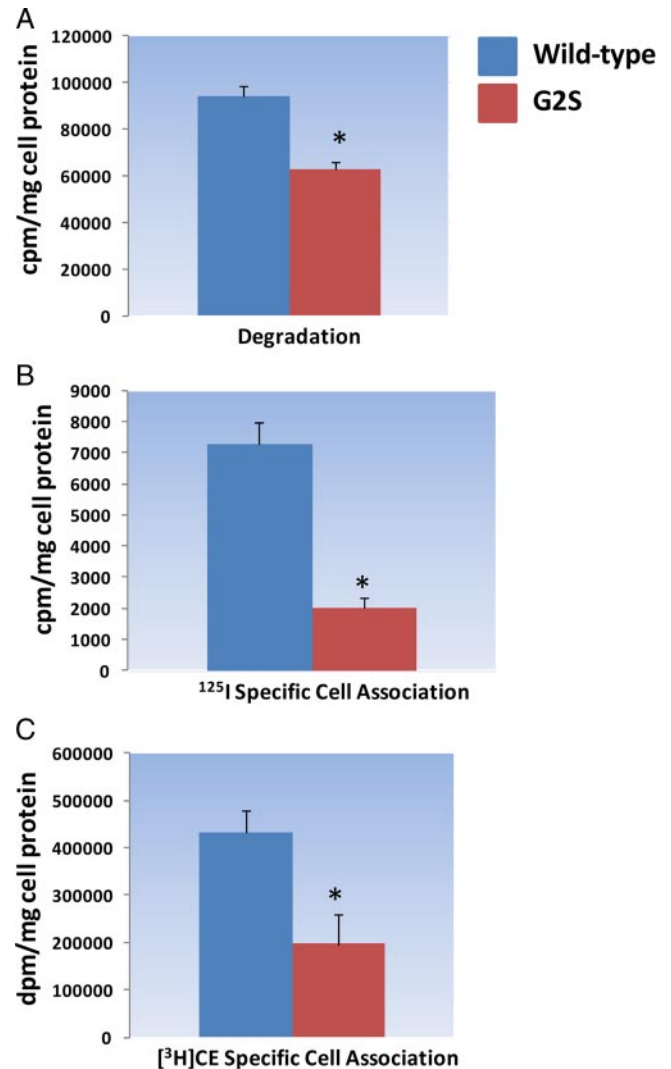 A
120000
100000
80000
60000
40000
20000
0
cpm/mg cell protein
*
Degradation
Wild-type
G2S
B
9000
8000
7000
6000
5000
4000
3000
2000
1000
0
cpm/mg cell protein
*
¹²⁵I Specific Cell Association
C
600000
500000
400000
300000
200000
100000
0
dpm/mg cell protein
*
[³H]CE Specific Cell Association